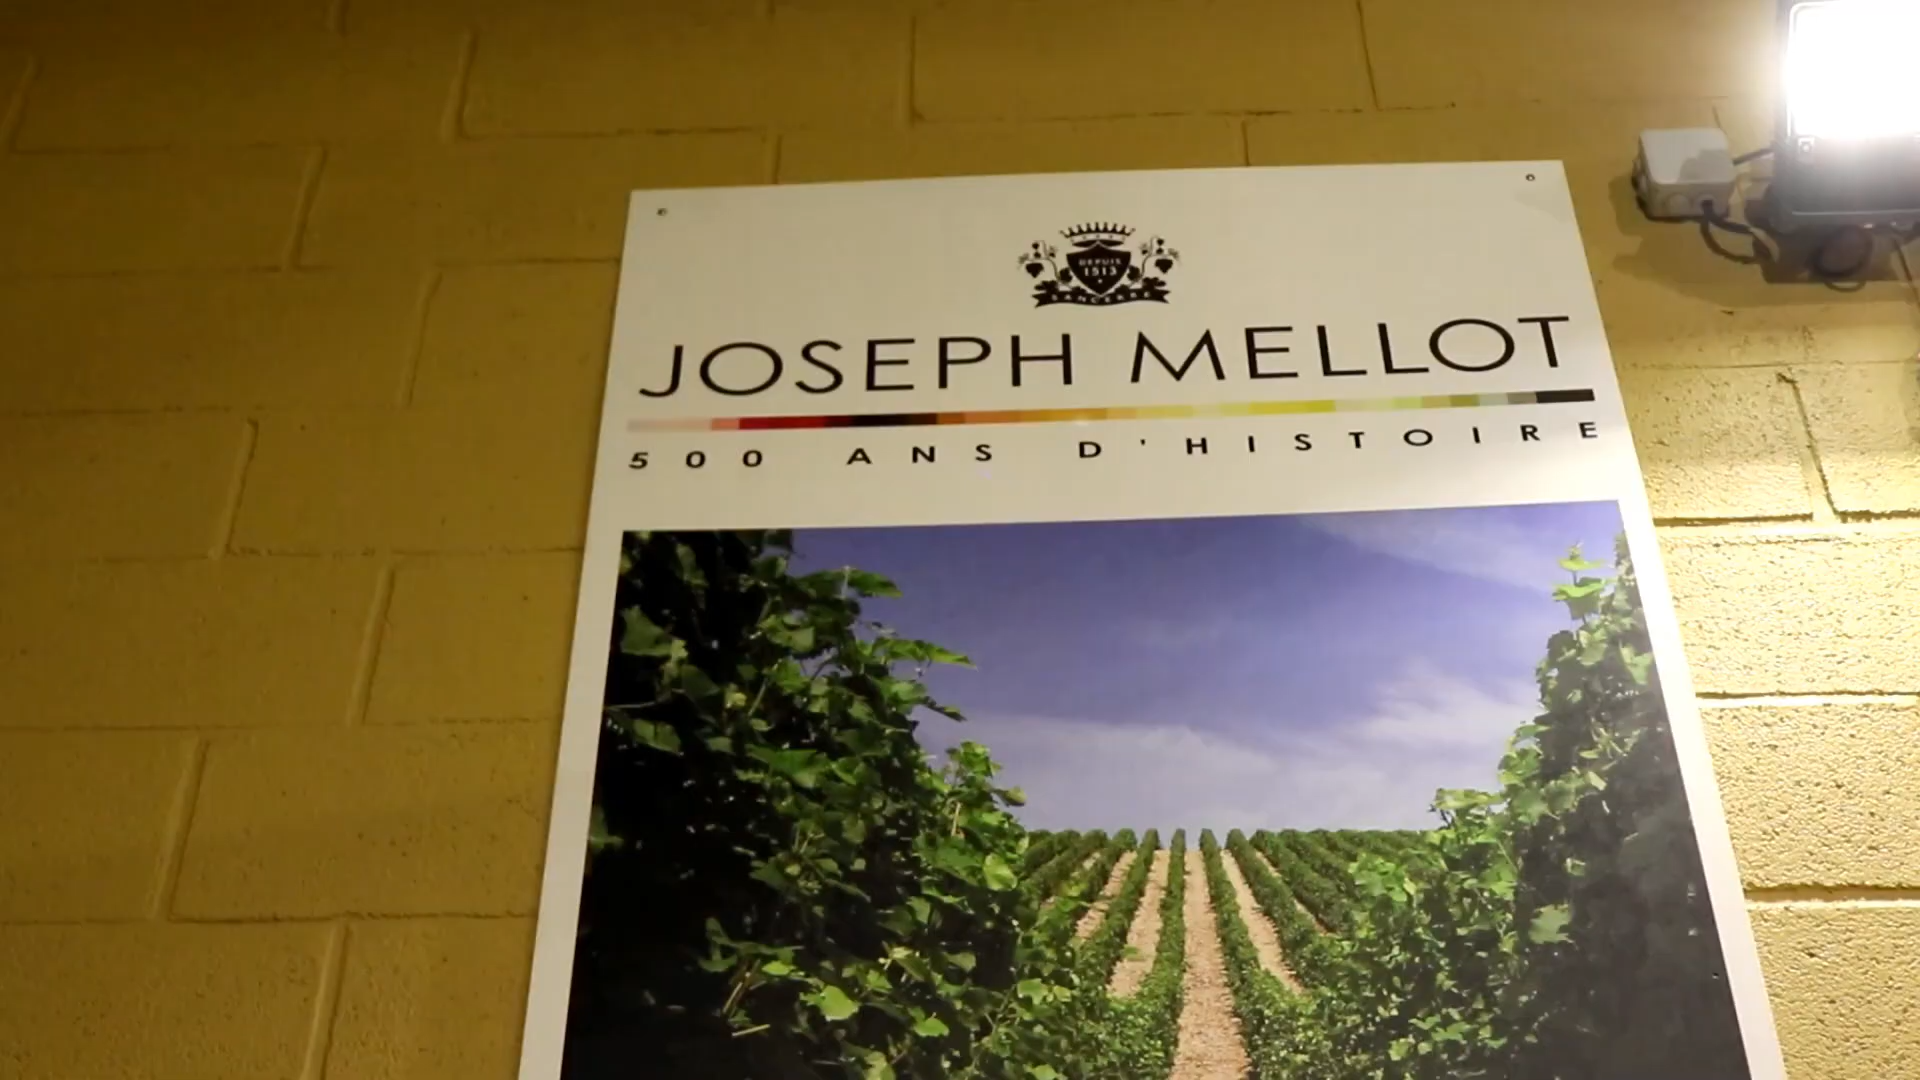 DEPUIS
1513
SANCERRE
JOSEPH MELLOT
500 ANS D'HISTOIRE